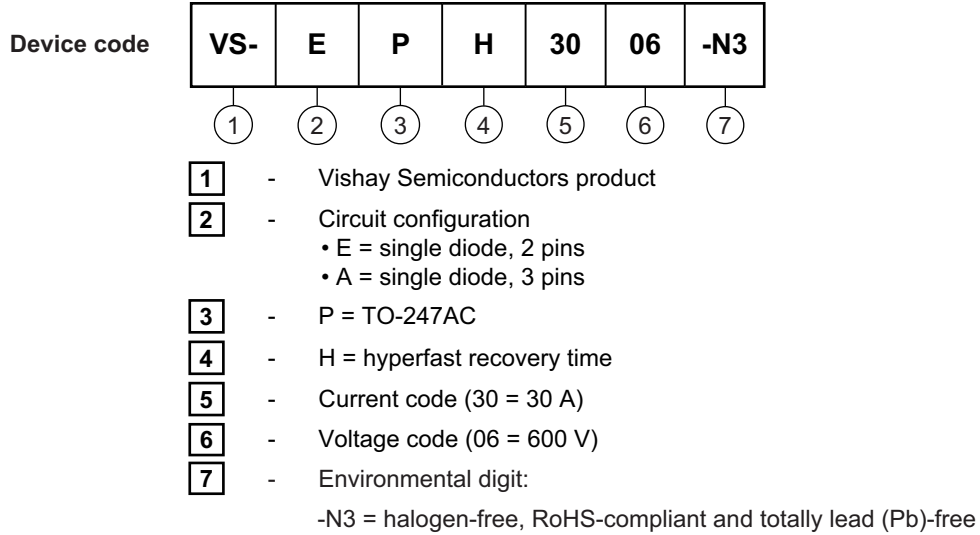 Device code VS- E P H 30 06 -N3
1 2 3 4 5 6 7
1 - Vishay Semiconductors product
2 - Circuit configuration
• E = single diode, 2 pins
• A = single diode, 3 pins
3 - P = TO-247AC
4 - H = hyperfast recovery time
5 - Current code (30 = 30 A)
6 - Voltage code (06 = 600 V)
7 - Environmental digit:
-N3 = halogen-free, RoHS-compliant and totally lead (Pb)-free